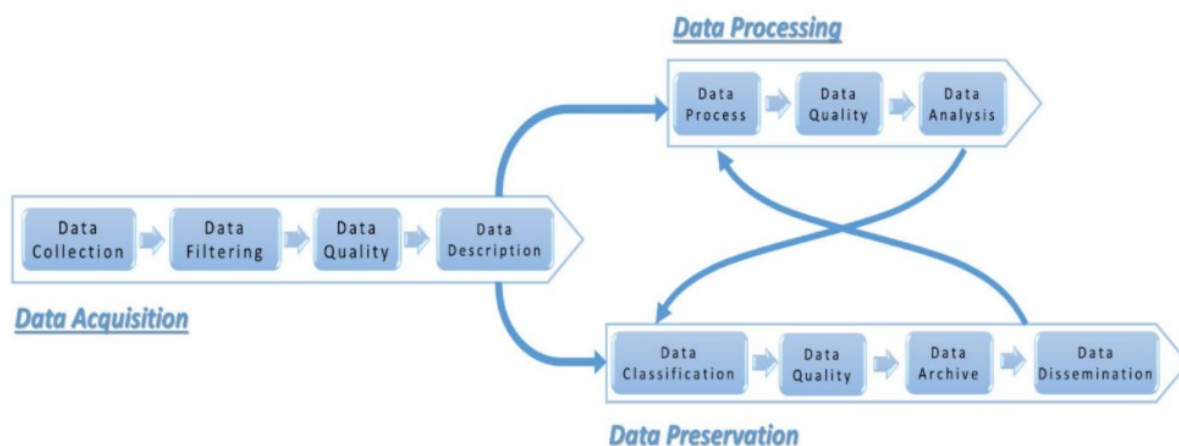 Data Processing
Data
Process
Data
Quality
Data
Analysis
Data
Collection
Data
Filtering
Data
Quality
Data
Description
Data Acquisition
Data
Classification
Data
Quality
Data
Archive
Data
Dissemination
Data Preservation